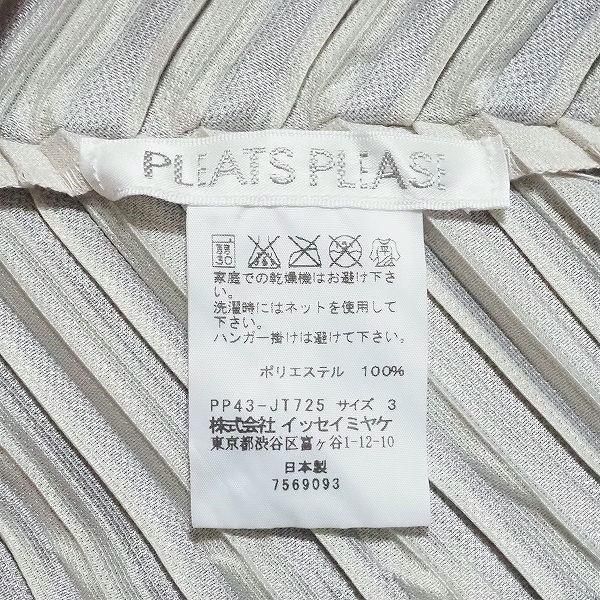 PLEATS PLEASE
弱
30
家庭での乾燥機はお避け下さ
い。
洗濯時にはネットを使用して
下さい。
ハンガー掛けは避けて下さい。
ポリエステル 100%
PP43-JT725 サイズ 3
株式会社 イッセイミヤケ
東京都渋谷区富ヶ谷1-12-10
日本製
7569093